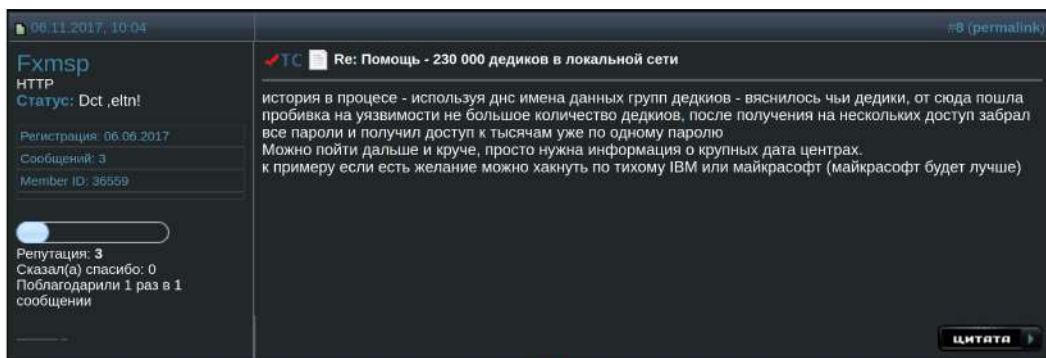 06.11.2017, 10:04
#8 (permalink)
Fxmsp
HTTP
Статус: Dct ,eltn!
Регистрация: 06.06.2017
Сообщений: 3
Member ID: 36559
Репутация: 3
Сказал(а) спасибо: 0
Поблагодарили 1 раз в 1
сообщении
ТС Re: Помощь - 230 000 дедиков в локальной сети
история в процесе - используя днс имена данных групп дедкиов - вяснилось чьи дедики, от сюда пошла
пробивка на уязвимости не большое количество дедкиов, после получения на нескольких доступ забрал
все пароли и получил доступ к тысячам уже по одному паролю
Можно пойти дальше и круче, просто нужна информация о крупных дата центрах.
к примеру если есть желание можно хакнуть по тихому IBM или майкрасофт (майкрасофт будет лучше)
цитата